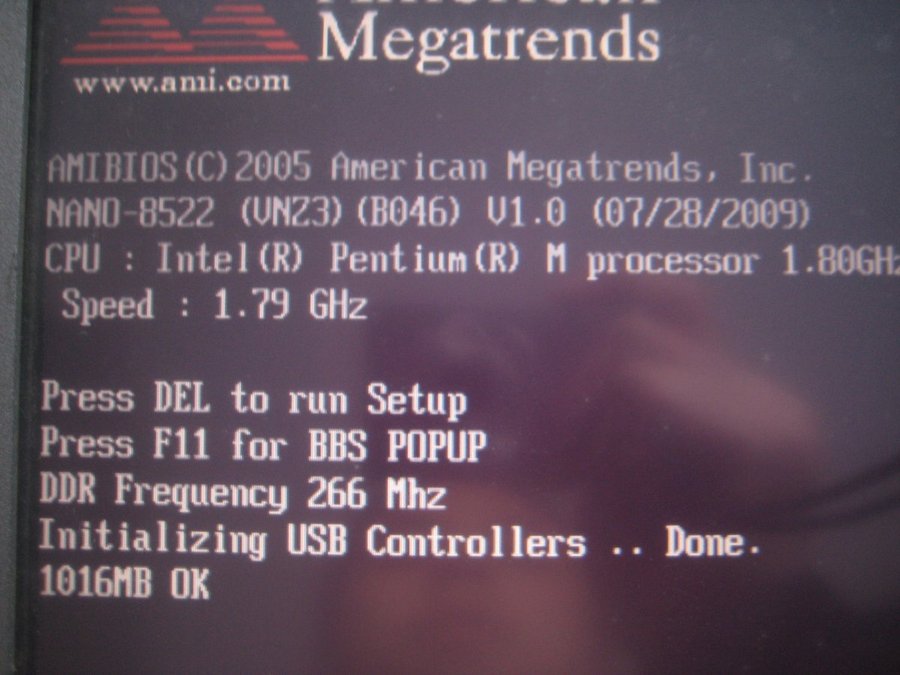 American
Megatrends
www.ami.com
AMIBIOS(C)2005 American Megatrends, Inc.
NANO-8522 (VNZ3)(B046) V1.0 (07/28/2009)
CPU : Intel(R) Pentium(R) M processor 1.80GHz
Speed : 1.79 GHz
Press DEL to run Setup
Press F11 for BBS POPUP
DDR Frequency 266 Mhz
Initializing USB Controllers .. Done.
1016MB OK